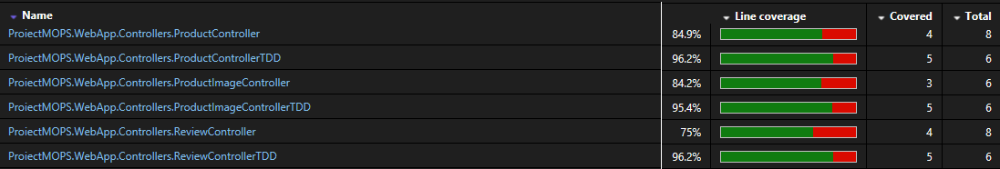 Name Line coverage Covered Total
ProiectMOPS.WebApp.Controllers.ProductController 84.9% 4 8
ProiectMOPS.WebApp.Controllers.ProductControllerTDD 96.2% 5 6
ProiectMOPS.WebApp.Controllers.ProductImageController 84.2% 3 6
ProiectMOPS.WebApp.Controllers.ProductImageControllerTDD 95.4% 5 6
ProiectMOPS.WebApp.Controllers.ReviewController 75% 4 8
ProiectMOPS.WebApp.Controllers.ReviewControllerTDD 96.2% 5 6